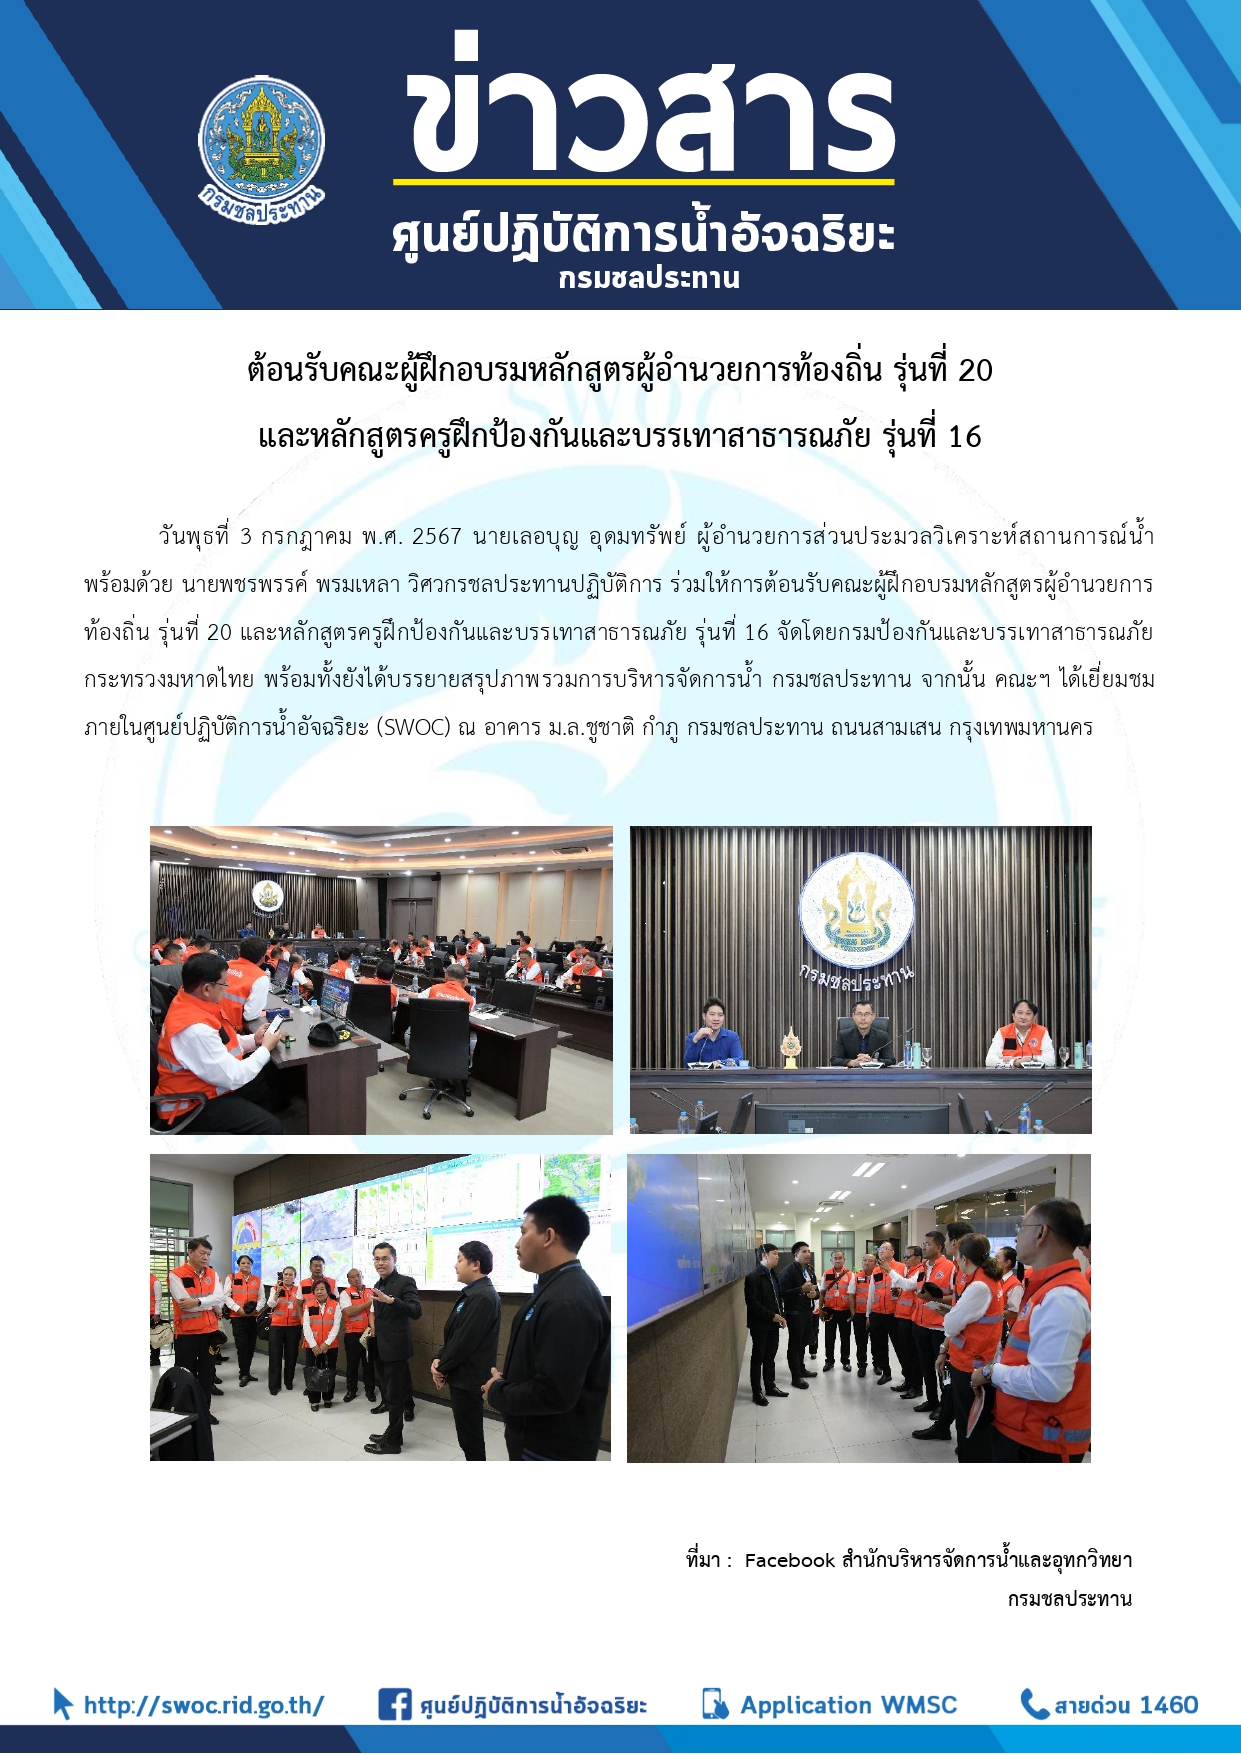 ข่าวสาร
กรมชลประทาน
ศูนย์ปฏิบัติการน้ำอัจฉริยะ
กรมชลประทาน
ต้อนรับคณะผู้ฝึกอบรมหลักสูตรผู้อำนวยการท้องถิ่น รุ่นที่ 20
และหลักสูตรครูฝึกป้องกันและบรรเทาสาธารณภัย รุ่นที่ 16
SWOC
วันพุธที่ 3 กรกฎาคม พ.ศ. 2567 นายเลอบุญ อุดมทรัพย์ ผู้อำนวยการส่วนประมวลวิเคราะห์สถานการณ์น้ำ
พร้อมด้วย นายพชรพรรค์ พรมเหลา วิศวกรชลประทานปฏิบัติการ ร่วมให้การต้อนรับคณะผู้ฝึกอบรมหลักสูตรผู้อำนวยการ
ท้องถิ่น รุ่นที่ 20 และหลักสูตรครูฝึกป้องกันและบรรเทาสาธารณภัย รุ่นที่ 16 จัดโดยกรมป้องกันและบรรเทาสาธารณภัย
กระทรวงมหาดไทย พร้อมทั้งยังได้บรรยายสรุปภาพรวมการบริหารจัดการน้ำ กรมชลประทาน จากนั้น คณะฯ ได้เยี่ยมชม
ภายในศูนย์ปฏิบัติการน้ำอัจฉริยะ (SWOC) ณ อาคาร ม.ล.ชูชาติ กำภู กรมชลประทาน ถนนสามเสน กรุงเทพมหานคร
กรมชลประทาน
ที่มา : Facebook สำนักบริหารจัดการน้ำและอุทกวิทยา
กรมชลประทาน
http://swoc.rid.go.th/
ศูนย์ปฏิบัติการน้ำอัจฉริยะ
Application WMSC
สายด่วน 1460